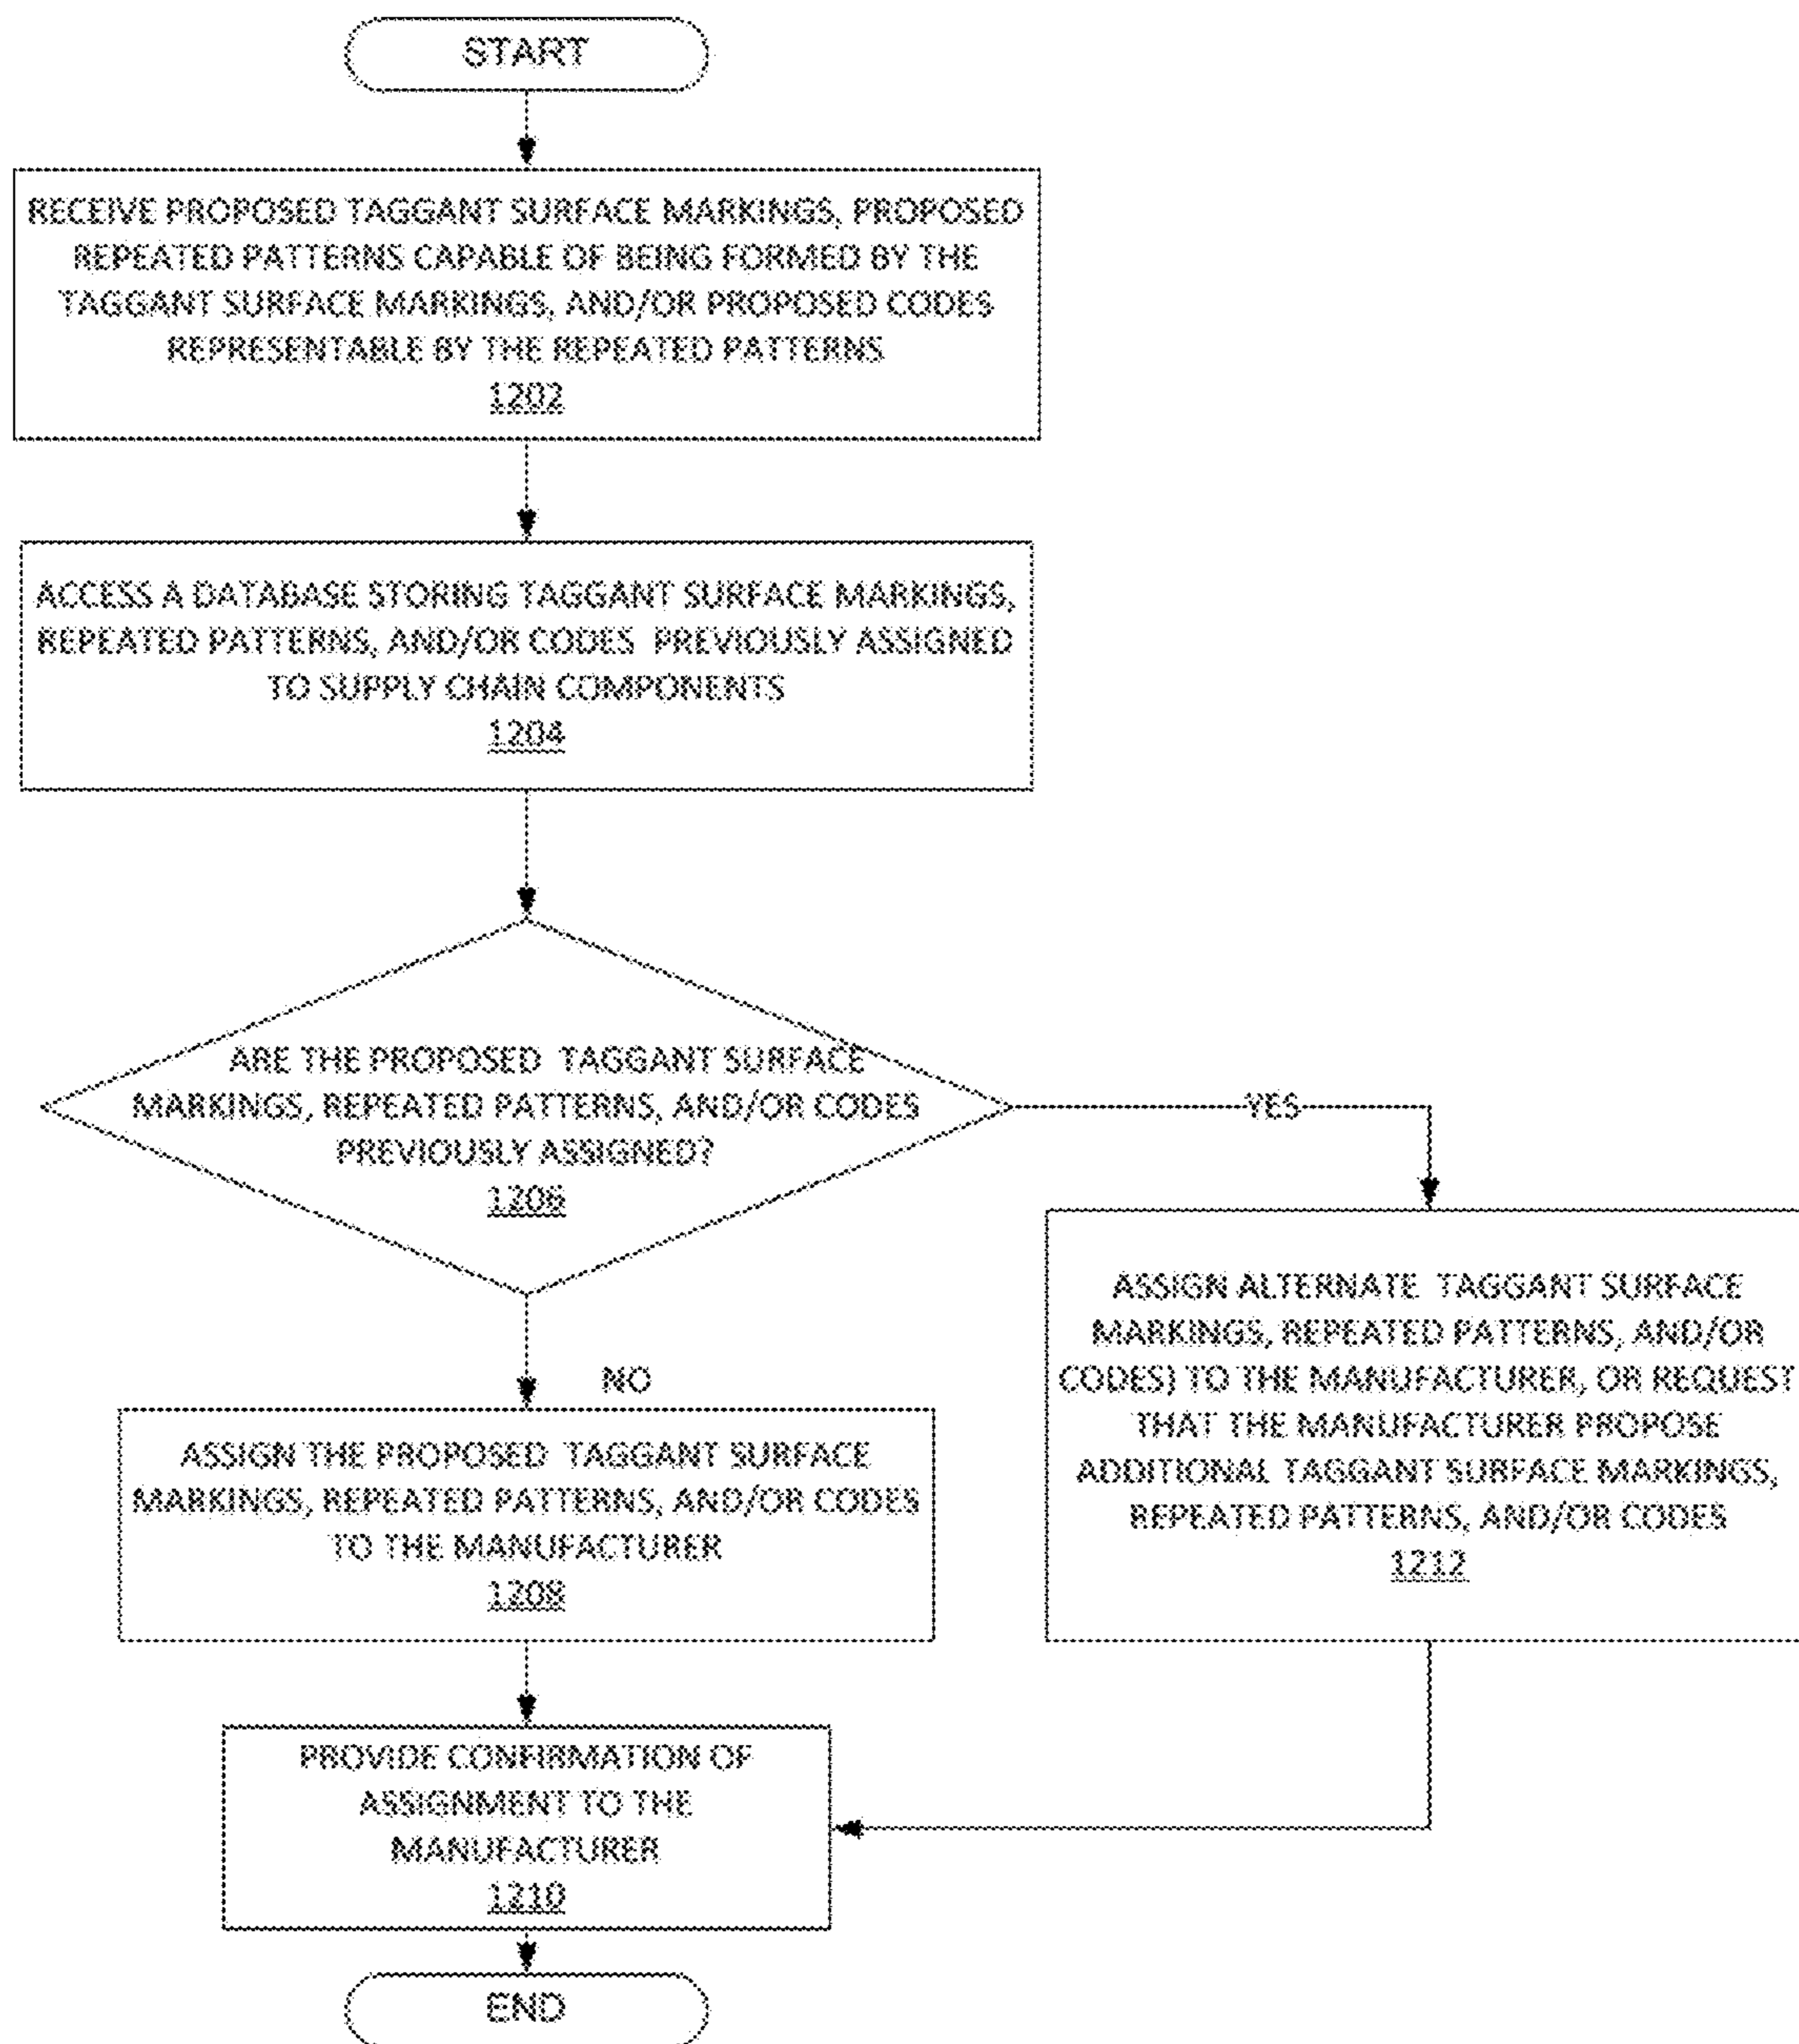 START
RECEIVE PROPOSED TAGGANT SURFACE MARKINGS, PROPOSED
REPEATED PATTERNS CAPABLE OF BEING FORMED BY THE
TAGGANT SURFACE MARKINGS, AND/OR PROPOSED CODES
REPRESENTABLE BY THE REPEATED PATTERNS
1202
ACCESS A DATABASE STORING TAGGANT SURFACE MARKINGS,
REPEATED PATTERNS, AND/OR CODES PREVIOUSLY ASSIGNED
TO SUPPLY CHAIN COMPONENTS
1204
ARE THE PROPOSED TAGGANT SURFACE
MARKINGS, REPEATED PATTERNS, AND/OR CODES
PREVIOUSLY ASSIGNED?
1206
YES
NO
ASSIGN THE PROPOSED TAGGANT SURFACE
MARKINGS, REPEATED PATTERNS, AND/OR CODES
TO THE MANUFACTURER
1208
ASSIGN ALTERNATE TAGGANT SURFACE
MARKINGS, REPEATED PATTERNS, AND/OR
CODES) TO THE MANUFACTURER, OR REQUEST
THAT THE MANUFACTURER PROPOSE
ADDITIONAL TAGGANT SURFACE MARKINGS,
REPEATED PATTERNS, AND/OR CODES
1212
PROVIDE CONFIRMATION OF
ASSIGNMENT TO THE
MANUFACTURER
1210
END